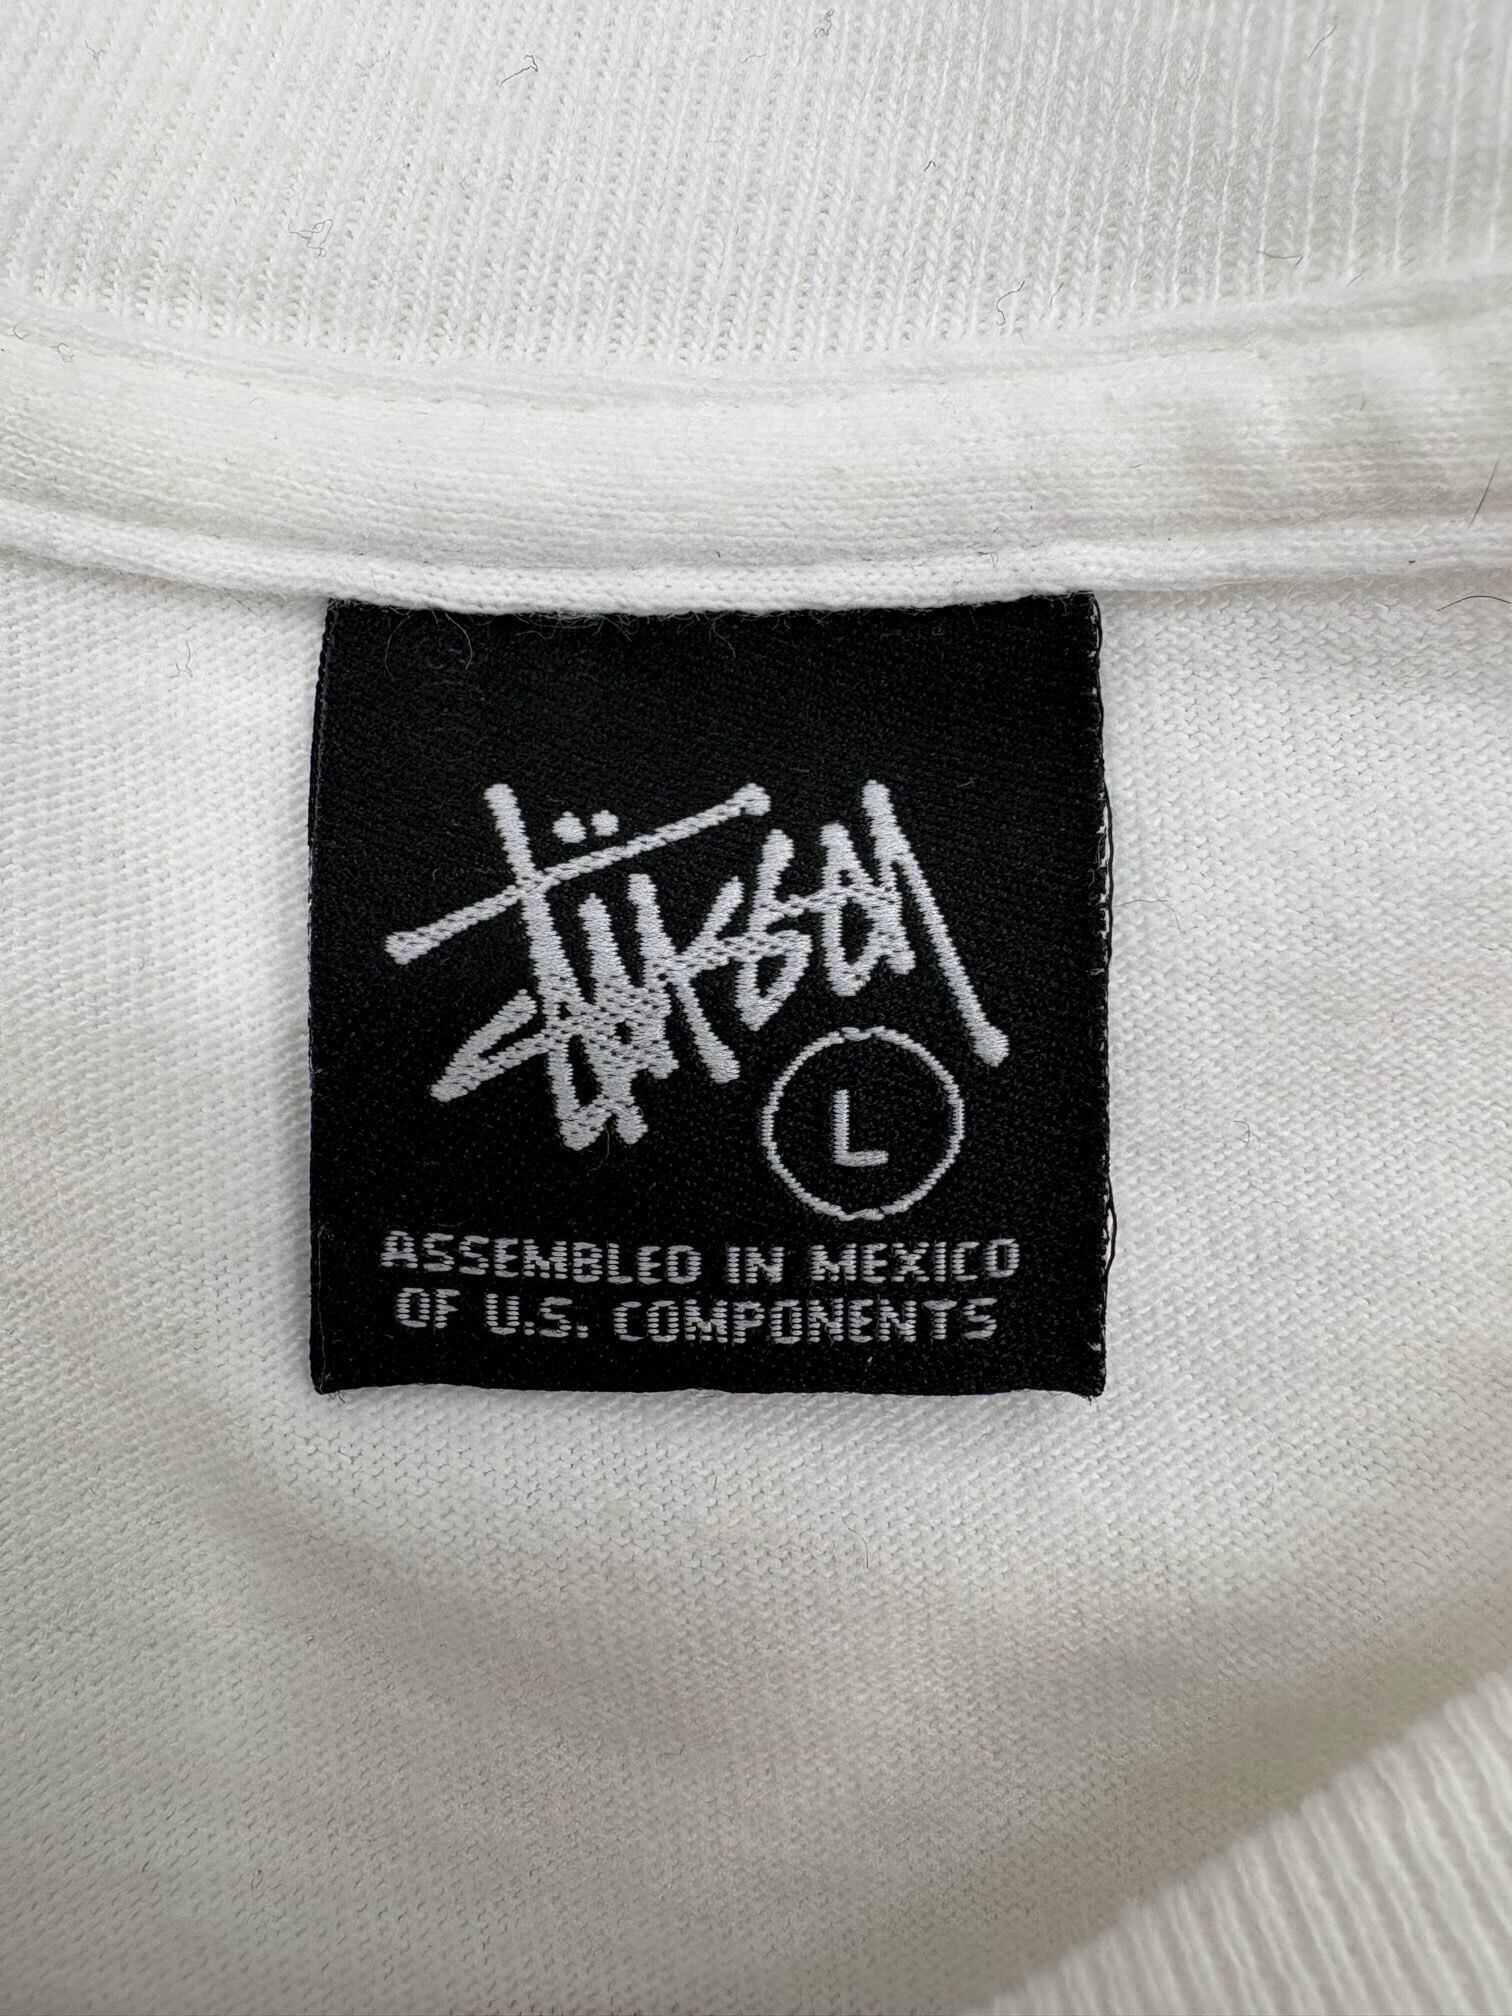 Stüssy
L
ASSEMBLED IN MEXICO
OF U.S. COMPONENTS